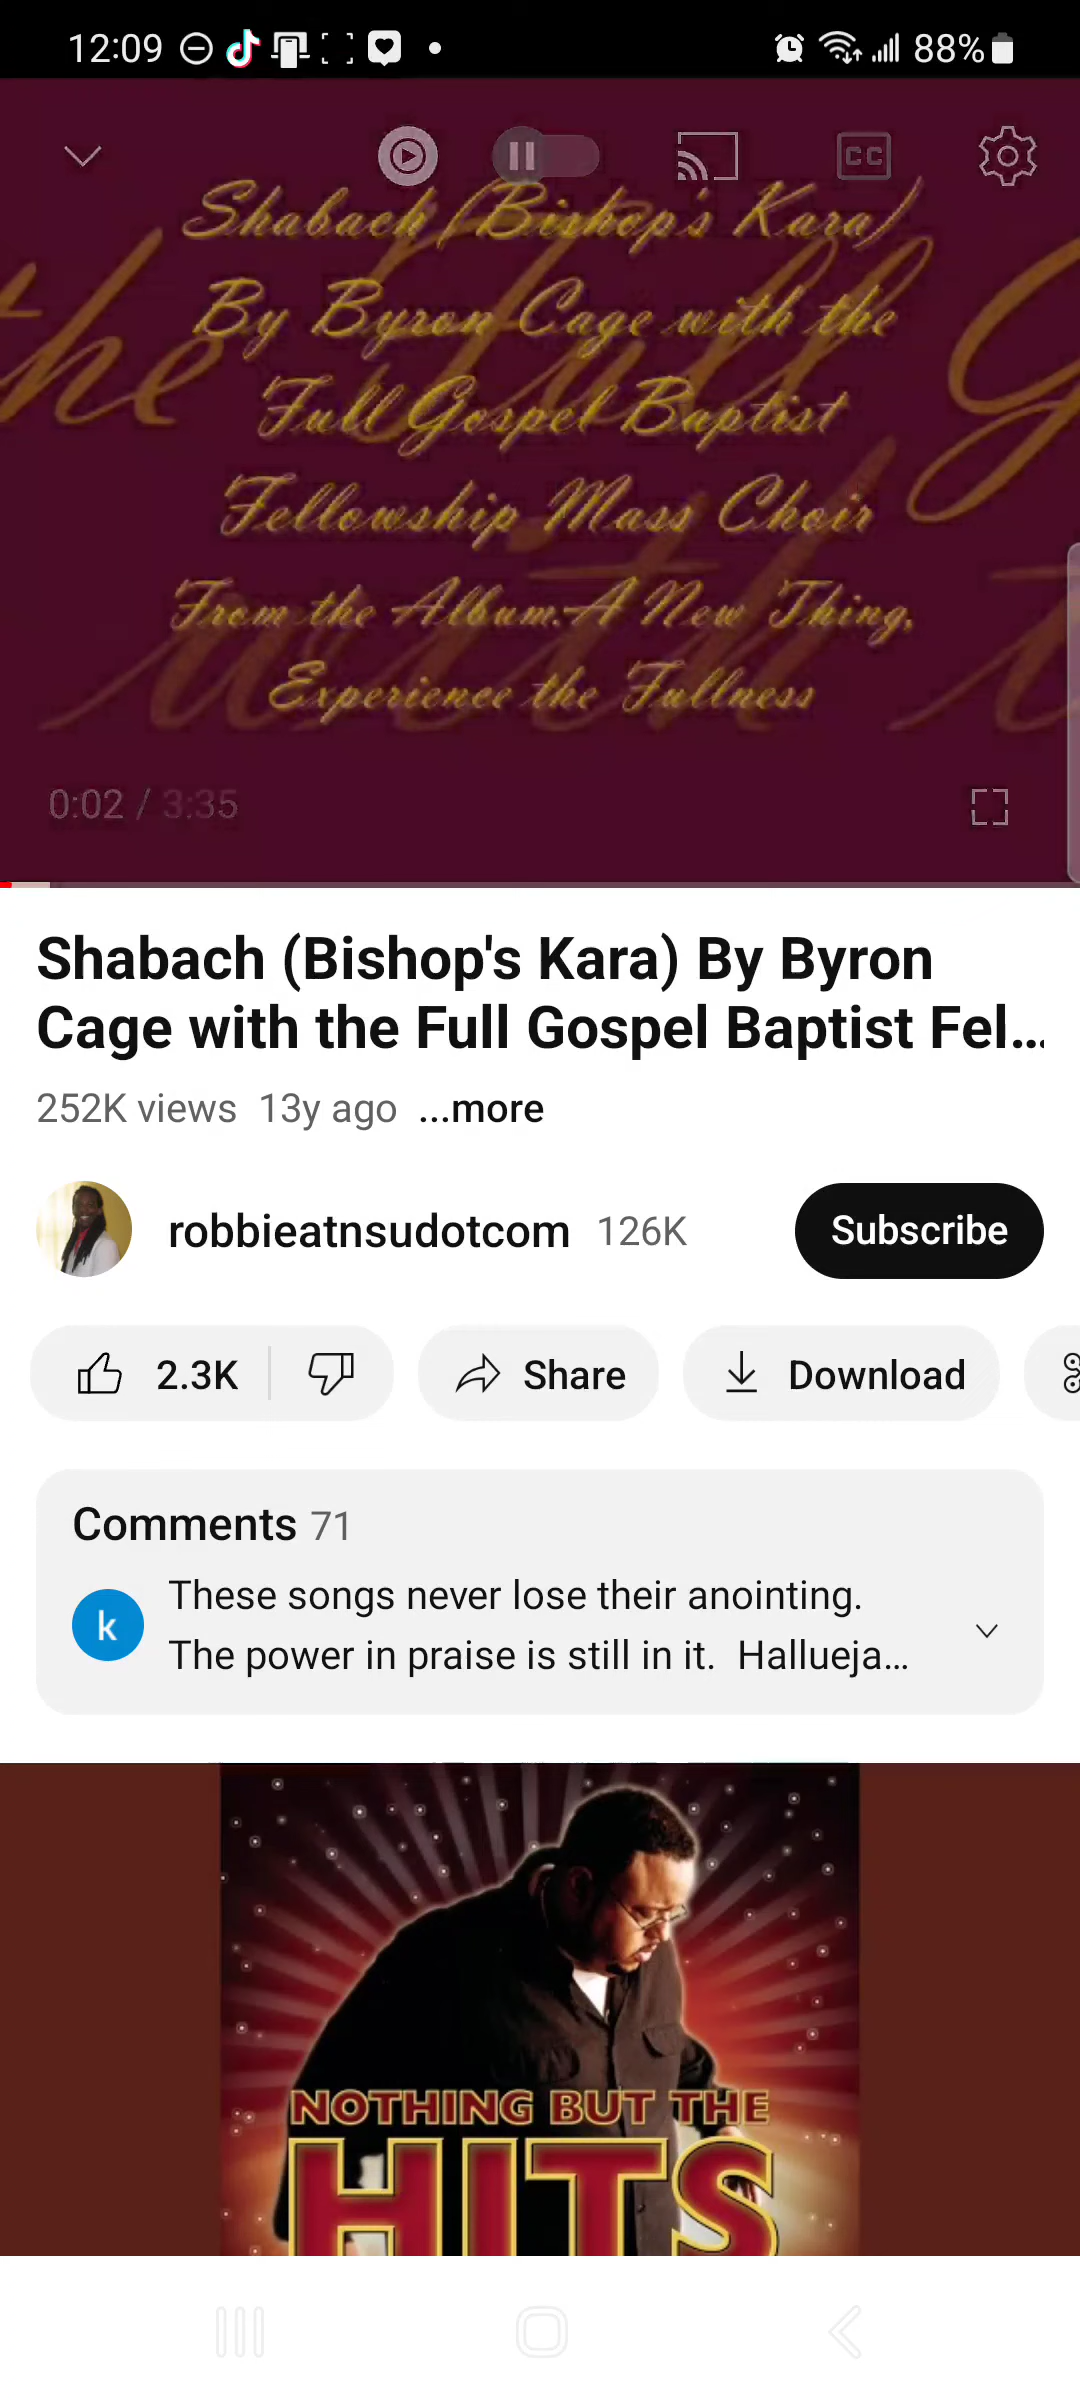 12:09
88%
Shabach (Bishop's Kara)
By Byron Cage with the
Full Gospel Baptist
Fellowship Mass Choir
From the Album:A New Thing,
Experience the Fullness
CC
0:02 / 3:35
Shabach (Bishop's Kara) By Byron
Cage with the Full Gospel Baptist Fel...
252K views 13y ago ...more
robbieatnsudotcom 126K
Subscribe
2.3K
Share
Download
Comments 71
k
These songs never lose their anointing.
The power in praise is still in it. Hallueja...
NOTHING BUT THE
HITS